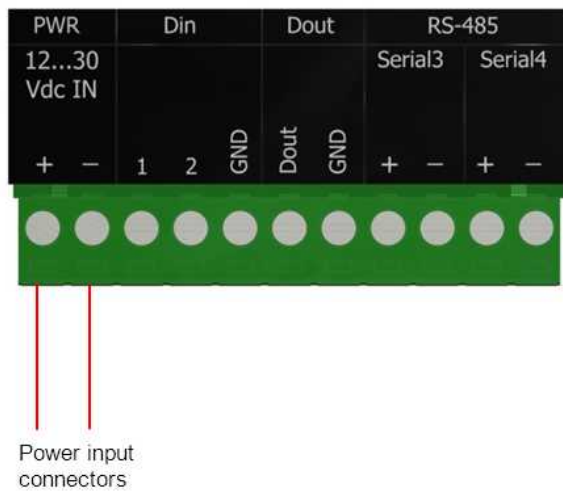 PWR Din Dout RS-485
12...30 Serial3 Serial4
Vdc IN
+ − 1 2 GND Dout GND + − + −
Power input
connectors